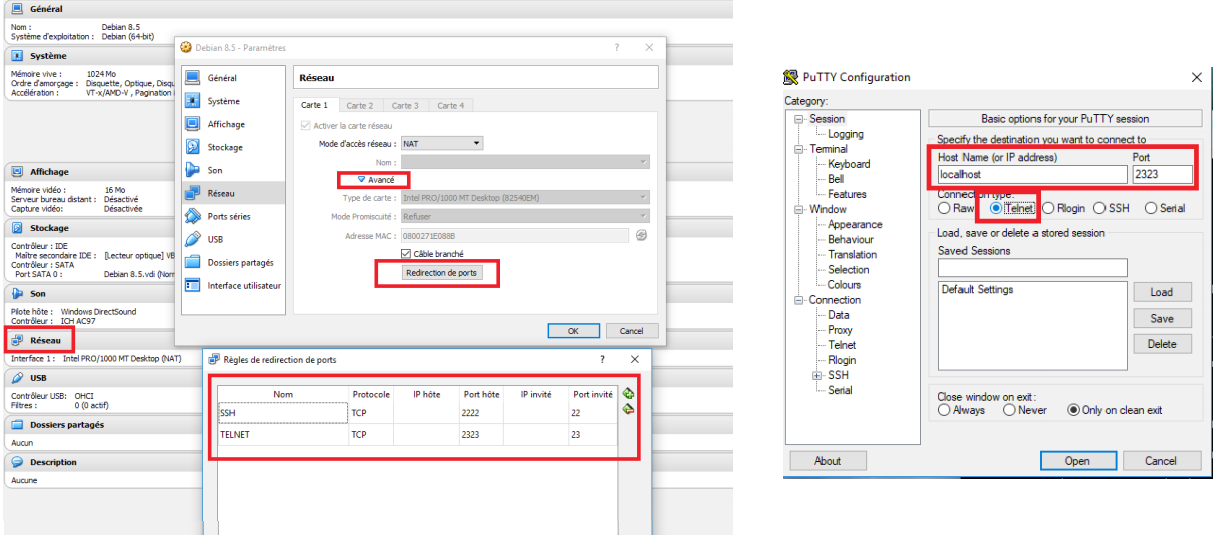 Général
Nom : Debian 8.5
Système d'exploitation : Debian (64-bit)
Système
Mémoire vive : 1024 Mo
Ordre d'amorçage : Disquette, Optique, Disqu
Accélération : VT-x/AMD-V , Pagination
Affichage
Mémoire vidéo : 16 Mo
Serveur bureau distant : Désactivé
Capture vidéo: Désactivée
Stockage
Contrôleur : IDE
Maître secondaire IDE : [Lecteur optique] VB
Contrôleur : SATA
Port SATA 0 : Debian 8.5.vdi (Norm
Son
Pilote hôte : Windows DirectSound
Contrôleur : ICH AC97
Réseau
Interface 1 : Intel PRO/1000 MT Desktop (NAT)
USB
Contrôleur USB: OHCI
Filtres : 0 (0 actif)
Dossiers partagés
Aucun
Description
Aucune
Debian 8.5 - Paramètres
Général
Système
Affichage
Stockage
Son
Réseau
Ports séries
USB
Dossiers partagés
Interface utilisateur
Réseau
Carte 1 Carte 2 Carte 3 Carte 4
Activer la carte réseau
Mode d'accès réseau : NAT
Nom :
Avancé
Type de carte : Intel PRO/1000 MT Desktop (82540EM)
Mode Promiscuité : Refuser
Adresse MAC : 0800271E088B
Câble branché
Redirection de ports
OK Cancel
Règles de redirection de ports
Nom Protocole IP hôte Port hôte IP invité Port invité
SSH TCP 2222 22
TELNET TCP 2323 23
PuTTY Configuration
Category:
Session
Logging
Terminal
Keyboard
Bell
Features
Window
Appearance
Behaviour
Translation
Selection
Colours
Connection
Data
Proxy
Telnet
Rlogin
SSH
Serial
Basic options for your PuTTY session
Specify the destination you want to connect to
Host Name (or IP address) Port
localhost 2323
Connection type:
Raw Telnet Rlogin SSH Serial
Load, save or delete a stored session
Saved Sessions
Default Settings
Load
Save
Delete
Close window on exit:
Always Never Only on clean exit
About Open Cancel